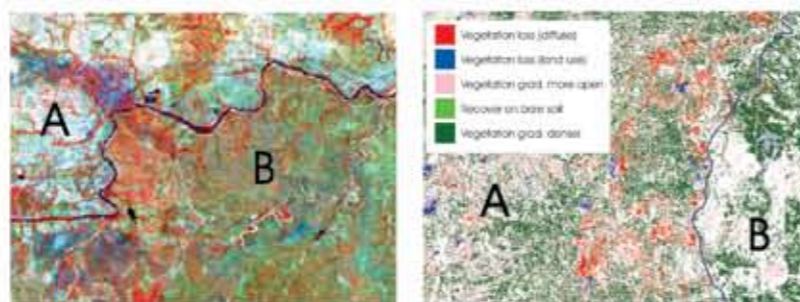 A
B
Vegetation loss (diffuse)
Vegetation loss (land use)
Vegetation grad. more open
Recover on bare soil
Vegetation grad. denser
A
B